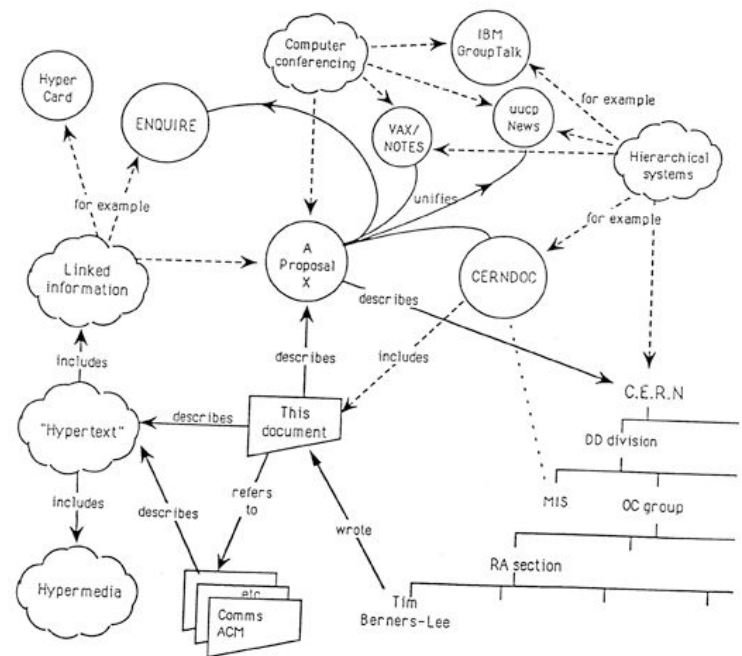 IBM
GroupTalk
Computer
conferencing
Hyper
Card
for example
uucp
News
ENQUIRE
VAX/
NOTES
Hierarchical
systems
unifies
for example
for example
A
Proposal
X
Linked
information
CERNDOC
describes
includes
describes
includes
C.E.R.N
This
document
describes
"Hypertext"
DD division
refers
to
includes
describes
MIS
OC group
wrote
RA section
Hypermedia
etc
Tim
Berners-Lee
Comms
ACM